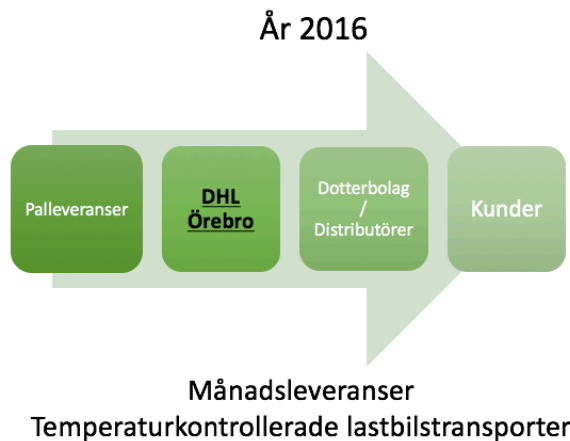 År 2016
Palleveranser
DHL
Örebro
Dotterbolag
/
Distributörer
Kunder
Månadsleveranser
Temperaturkontrollerade lastbilstransporter